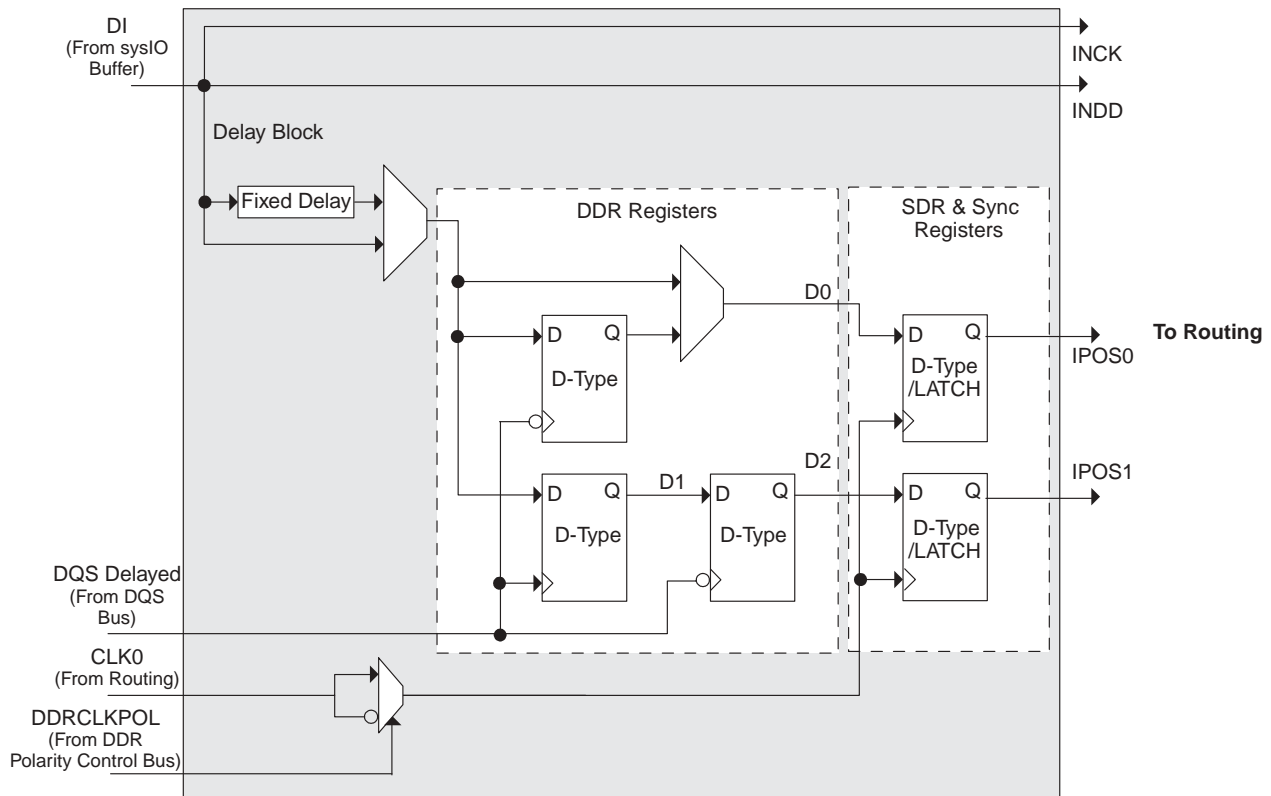 DI
(From sysIO
Buffer)
INCK
INDD
Delay Block
Fixed Delay
DDR Registers
SDR & Sync
Registers
D0
D Q
D-Type
D Q
D-Type
/LATCH
IPOS0
To Routing
D Q
D-Type
D1
D Q
D-Type
D2
D Q
D-Type
/LATCH
IPOS1
DQS Delayed
(From DQS
Bus)
CLK0
(From Routing)
DDRCLKPOL
(From DDR
Polarity Control Bus)